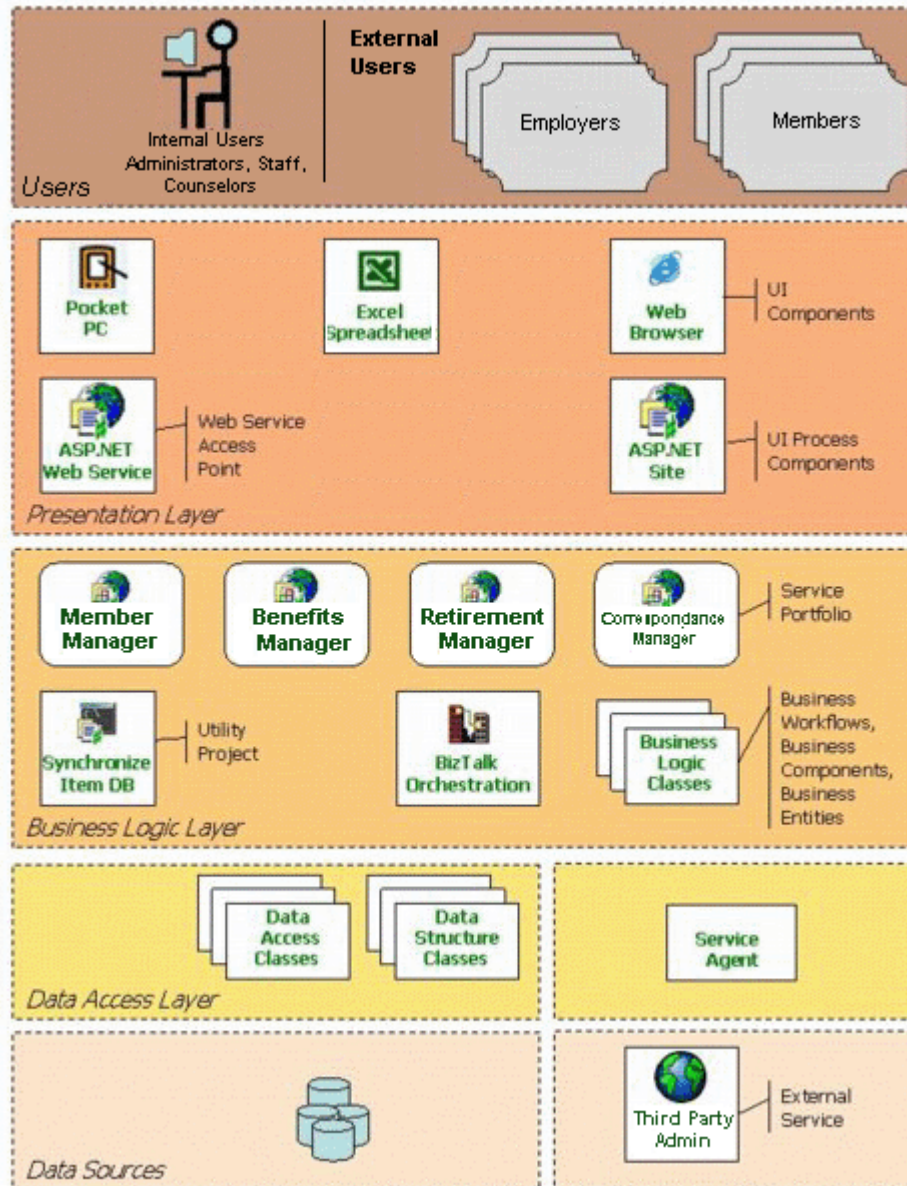 External
Users
Employers
Members
Internal Users
Administrators, Staff,
Counselors
Users
Pocket
PC
Excel
Spreadsheet
Web
Browser
UI
Components
ASP.NET
Web Service
Web Service
Access
Point
ASP.NET
Site
UI Process
Components
Presentation Layer
Member
Manager
Benefits
Manager
Retirement
Manager
Correspondance
Manager
Service
Portfolio
Synchronize
Item DB
Utility
Project
BizTalk
Orchestration
Business
Logic
Classes
Business
Workflows,
Business
Components,
Business
Entities
Business Logic Layer
Data
Access
Classes
Data
Structure
Classes
Service
Agent
Data Access Layer
Third Party
Admin
External
Service
Data Sources